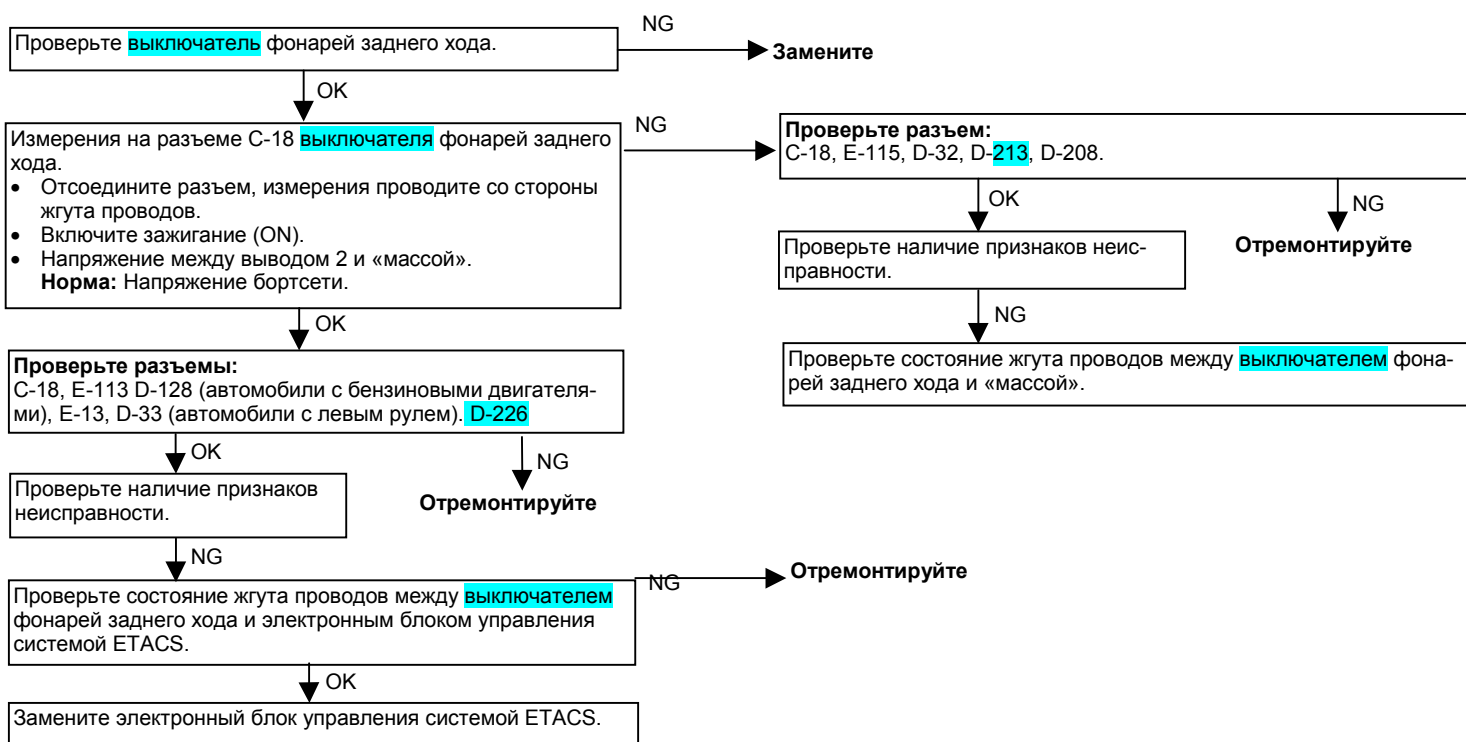 Проверьте выключатель фонарей заднего хода.
NG
Замените
OK
Измерения на разъеме C-18 выключателя фонарей заднего
хода.
• Отсоедините разъем, измерения проводите со стороны
жгута проводов.
• Включите зажигание (ON).
• Напряжение между выводом 2 и «массой».
Норма: Напряжение бортсети.
NG
Проверьте разъем:
C-18, E-115, D-32, D-213, D-208.
OK
NG
Проверьте наличие признаков неис-
правности.
Отремонтируйте
NG
Проверьте состояние жгута проводов между выключателем фона-
рей заднего хода и «массой».
OK
Проверьте разъемы:
C-18, E-113 D-128 (автомобили с бензиновыми двигателя-
ми), E-13, D-33 (автомобили с левым рулем). D-226
OK
NG
Проверьте наличие признаков
неисправности.
Отремонтируйте
NG
Проверьте состояние жгута проводов между выключателем
фонарей заднего хода и электронным блоком управления
системой ETACS.
NG
Отремонтируйте
OK
Замените электронный блок управления системой ETACS.